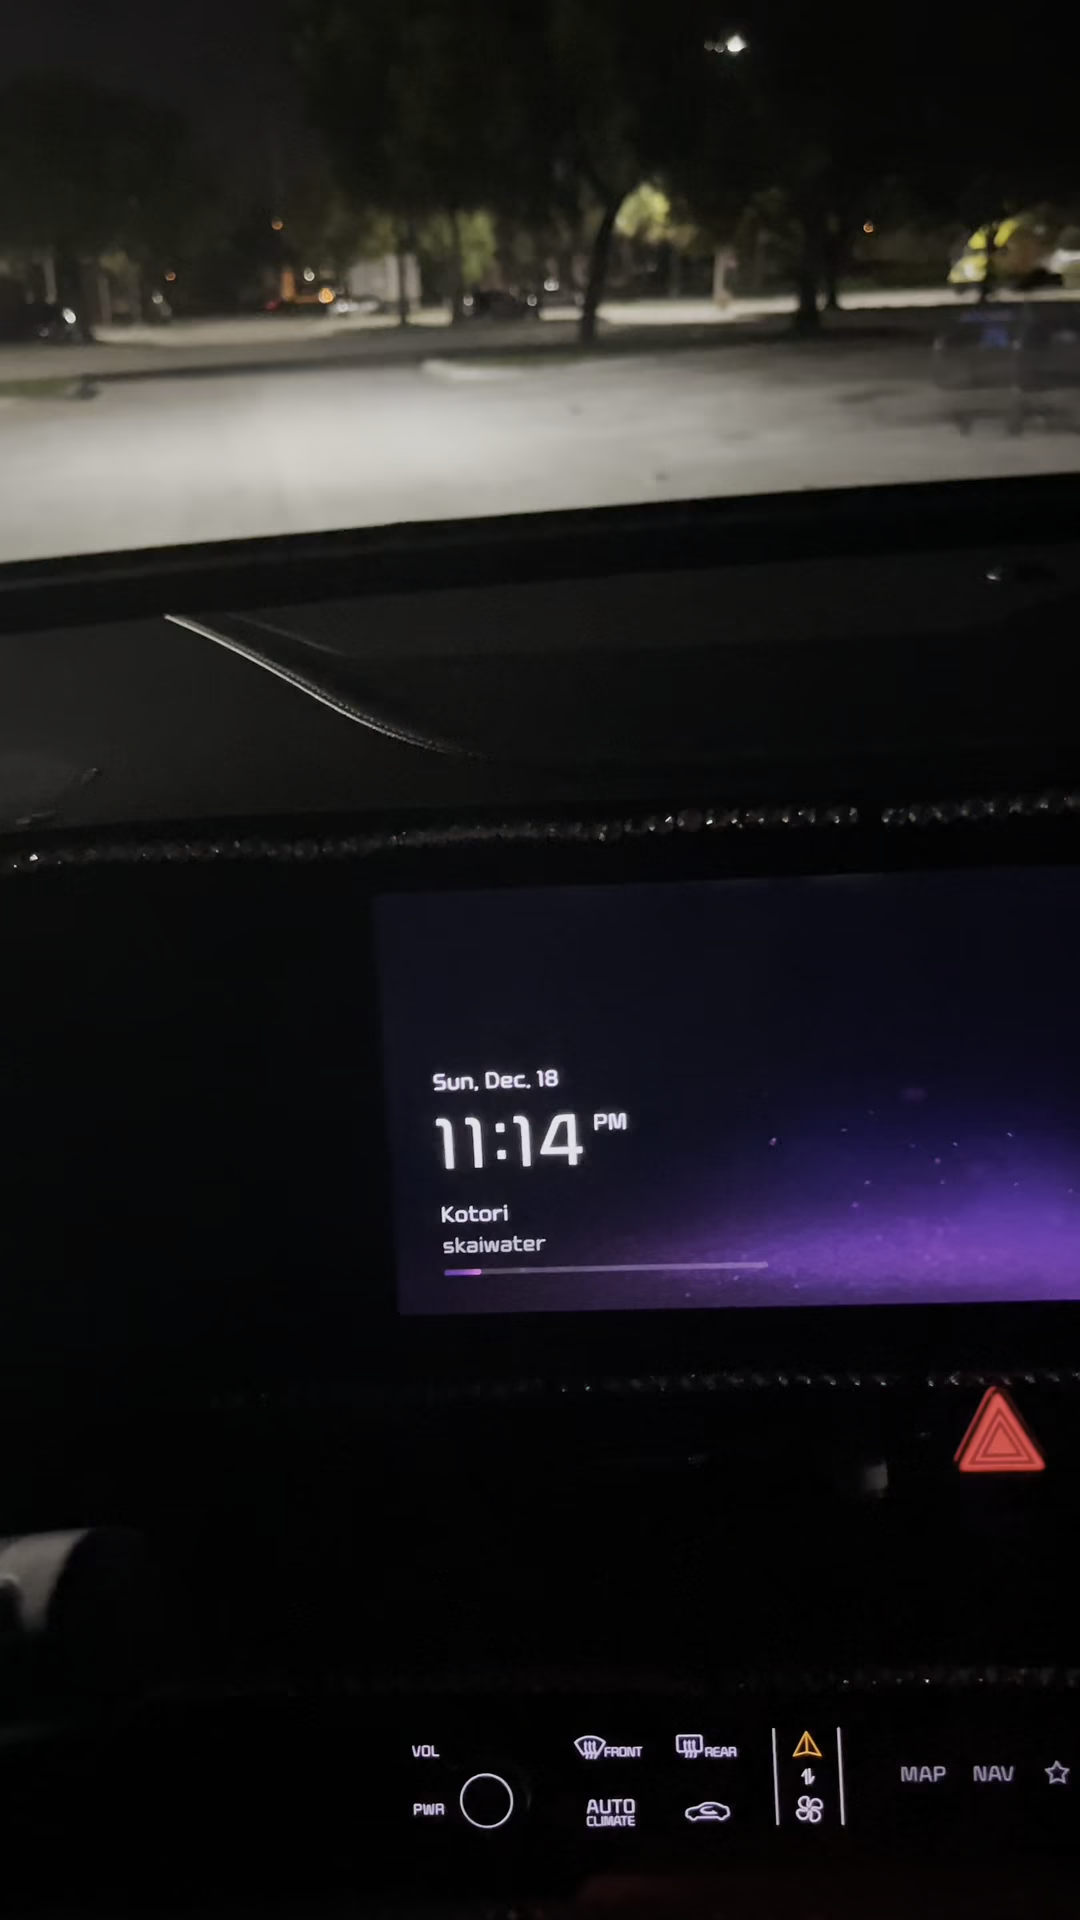 Sun, Dec. 18
11:14 PM
Kotori
skaiwater
VOL
FRONT
REAR
MAP NAV
PWR
AUTO
CLIMATE